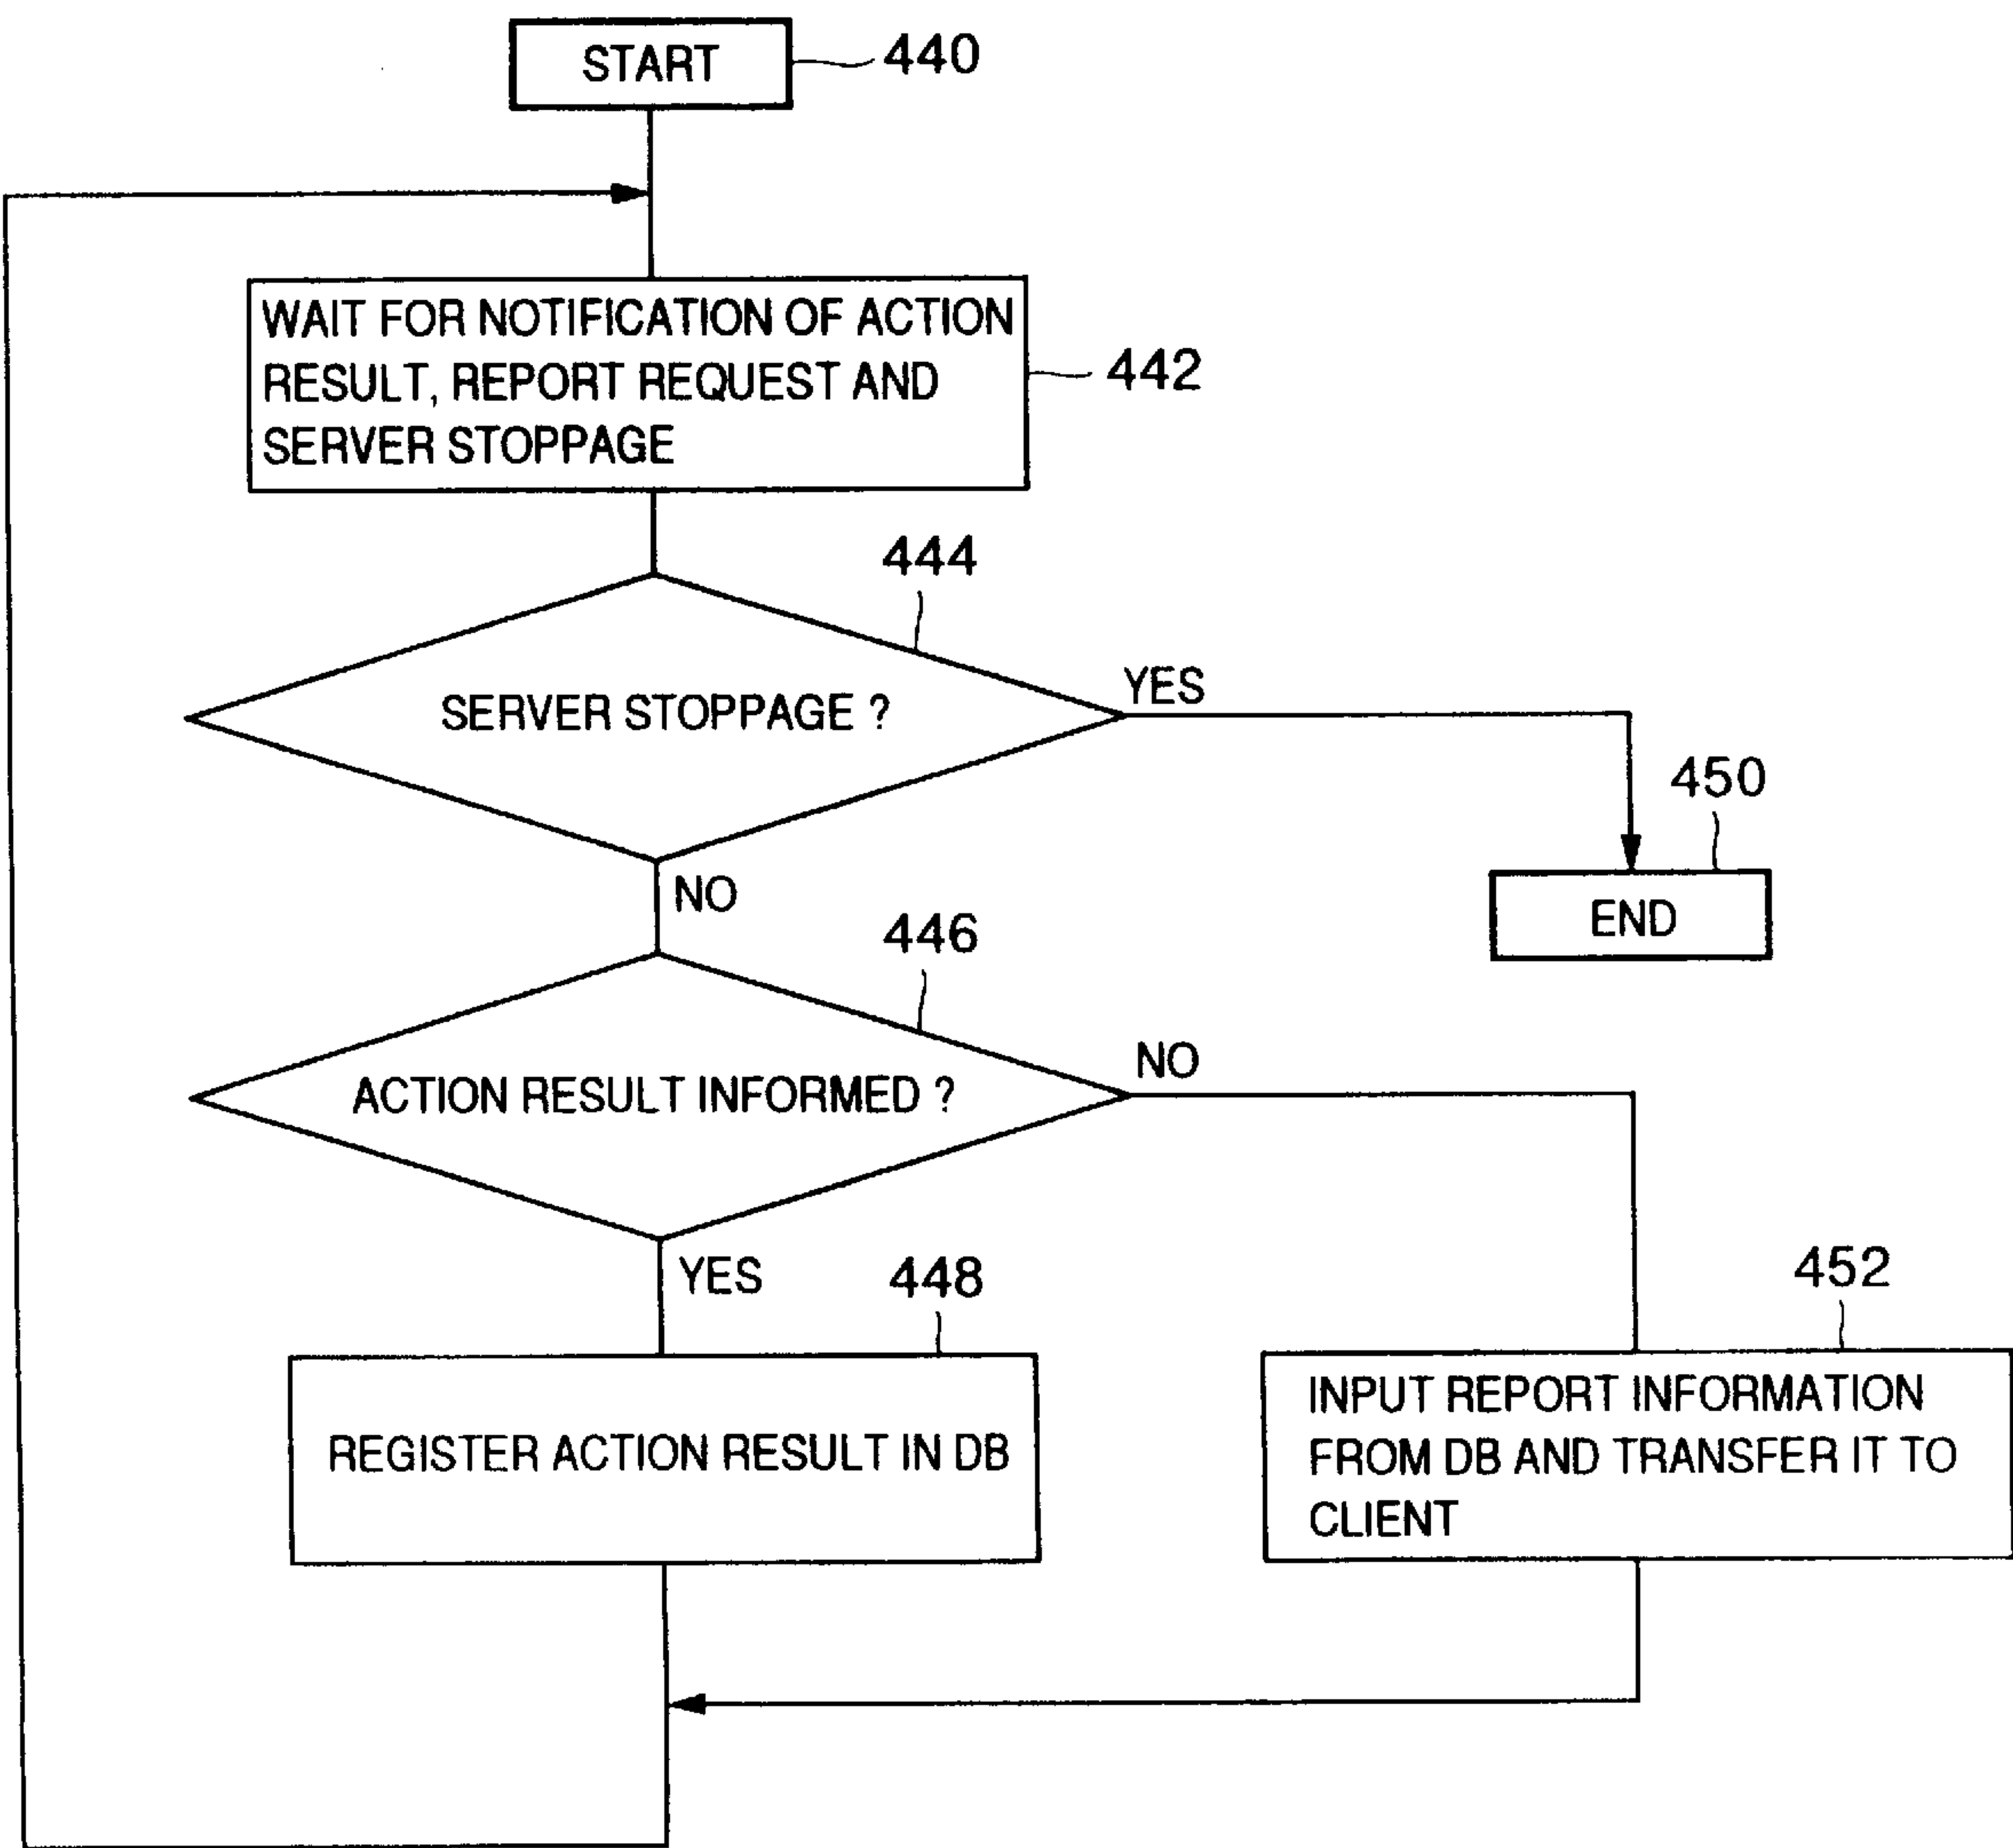 START
440
WAIT FOR NOTIFICATION OF ACTION
RESULT, REPORT REQUEST AND
SERVER STOPPAGE
442
444
SERVER STOPPAGE ?
YES
450
END
NO
446
ACTION RESULT INFORMED ?
NO
YES
448
REGISTER ACTION RESULT IN DB
452
INPUT REPORT INFORMATION
FROM DB AND TRANSFER IT TO
CLIENT